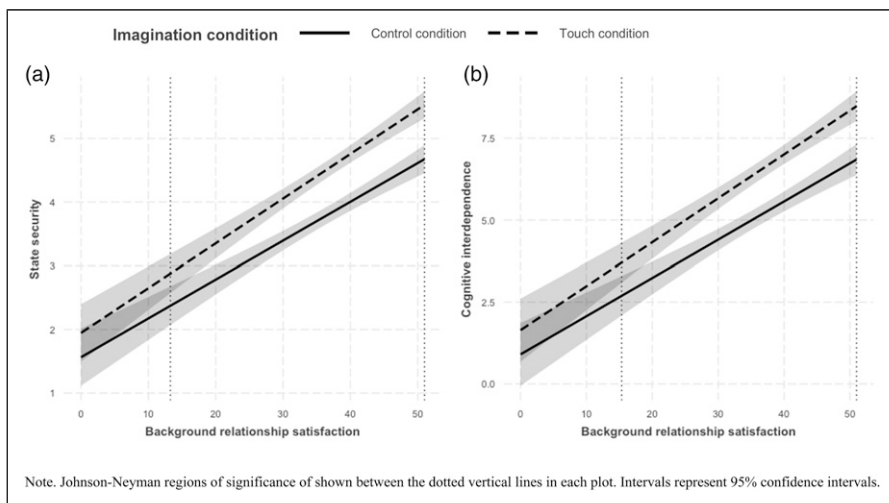 Imagination condition Control condition Touch condition
(a)
State security
5
4
3
2
1
0 10 20 30 40 50
Background relationship satisfaction
(b)
Cognitive interdependence
7.5
5.0
2.5
0.0
0 10 20 30 40 50
Background relationship satisfaction
Note. Johnson-Neyman regions of significance of shown between the dotted vertical lines in each plot. Intervals represent 95% confidence intervals.